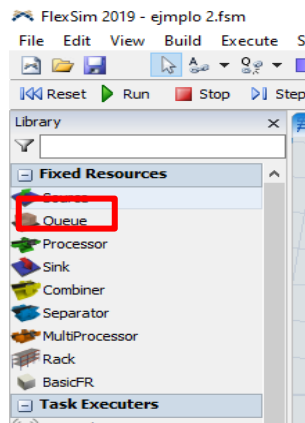 FlexSim 2019 - ejmplo 2.fsm
File Edit View Build Execute S
Reset Run Stop Step
Library
Fixed Resources
Source
Queue
Processor
Sink
Combiner
Separator
MultiProcessor
Rack
BasicFR
Task Executers